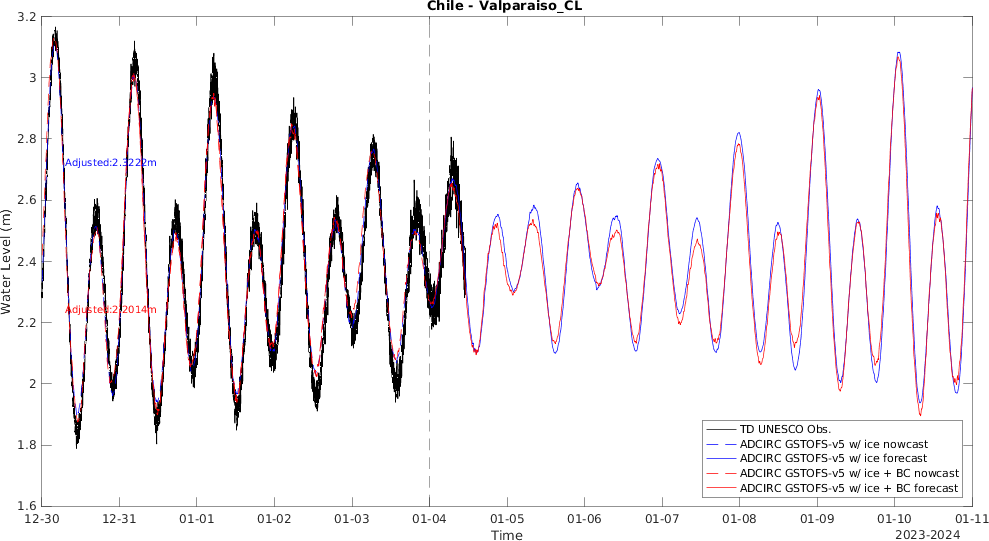 Chile - Valparaiso_CL
3.2
3
2.8
2.6
2.4
2.2
2
1.8
1.6
Water Level (m)
Adjusted:2.3222m
Adjusted:2.2014m
TD UNESCO Obs.
ADCIRC GSTOFS-v5 w/ ice nowcast
ADCIRC GSTOFS-v5 w/ ice forecast
ADCIRC GSTOFS-v5 w/ ice + BC nowcast
ADCIRC GSTOFS-v5 w/ ice + BC forecast
12-30 12-31 01-01 01-02 01-03 01-04 01-05 01-06 01-07 01-08 01-09 01-10 01-11
Time
2023-2024